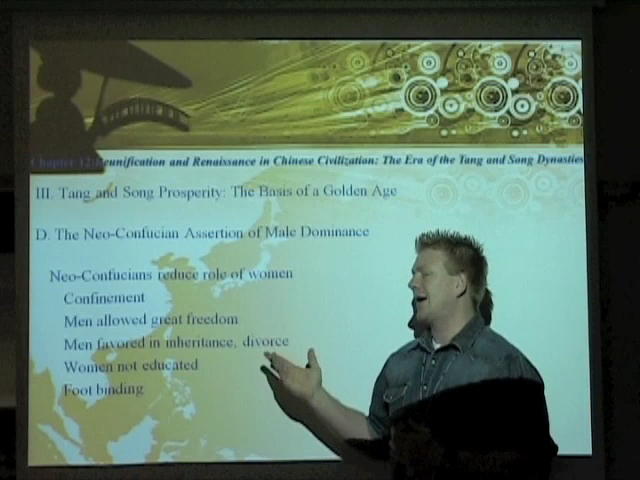 Chapter 12: Reunification and Renaissance in Chinese Civilization: The Era of the Tang and Song Dynasties
III. Tang and Song Prosperity: The Basis of a Golden Age
D. The Neo-Confucian Assertion of Male Dominance
Neo-Confucians reduce role of women
Confinement
Men allowed great freedom
Men favored in inheritance, divorce
Women not educated
Foot binding